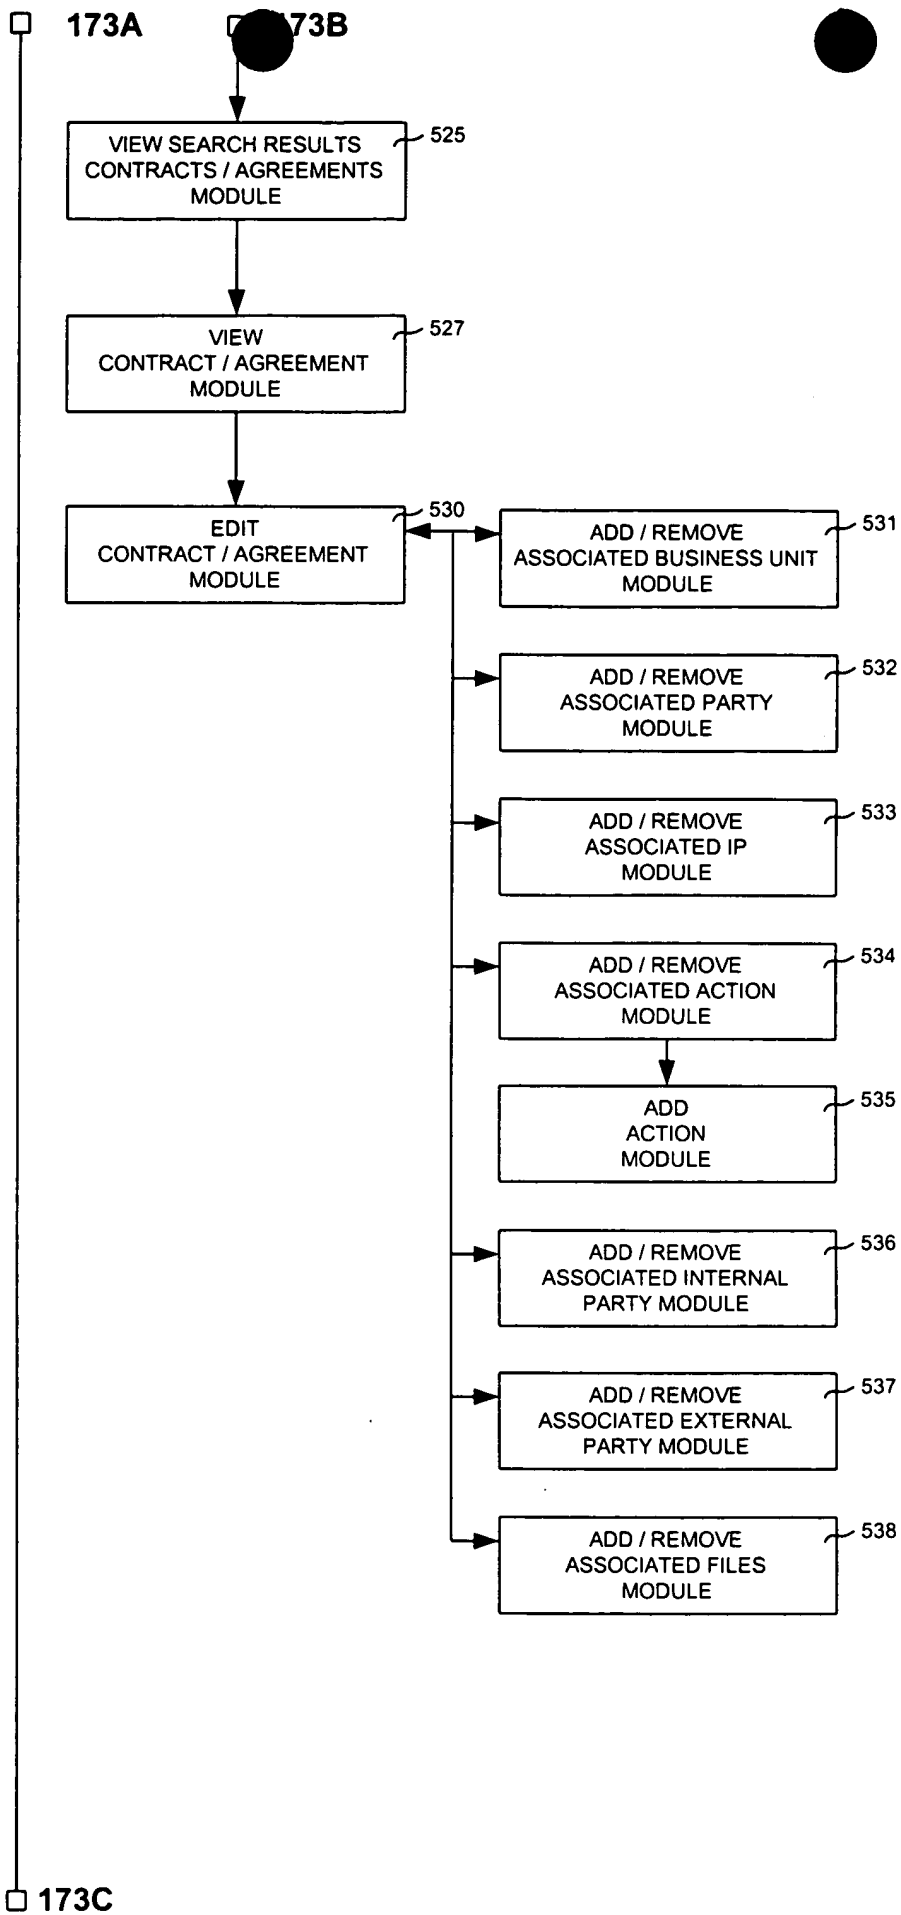 173A
73B
VIEW SEARCH RESULTS
CONTRACTS / AGREEMENTS
MODULE
525
VIEW
CONTRACT / AGREEMENT
MODULE
527
EDIT
CONTRACT / AGREEMENT
MODULE
530
ADD / REMOVE
ASSOCIATED BUSINESS UNIT
MODULE
531
ADD / REMOVE
ASSOCIATED PARTY
MODULE
532
ADD / REMOVE
ASSOCIATED IP
MODULE
533
ADD / REMOVE
ASSOCIATED ACTION
MODULE
534
ADD
ACTION
MODULE
535
ADD / REMOVE
ASSOCIATED INTERNAL
PARTY MODULE
536
ADD / REMOVE
ASSOCIATED EXTERNAL
PARTY MODULE
537
ADD / REMOVE
ASSOCIATED FILES
MODULE
538
173C